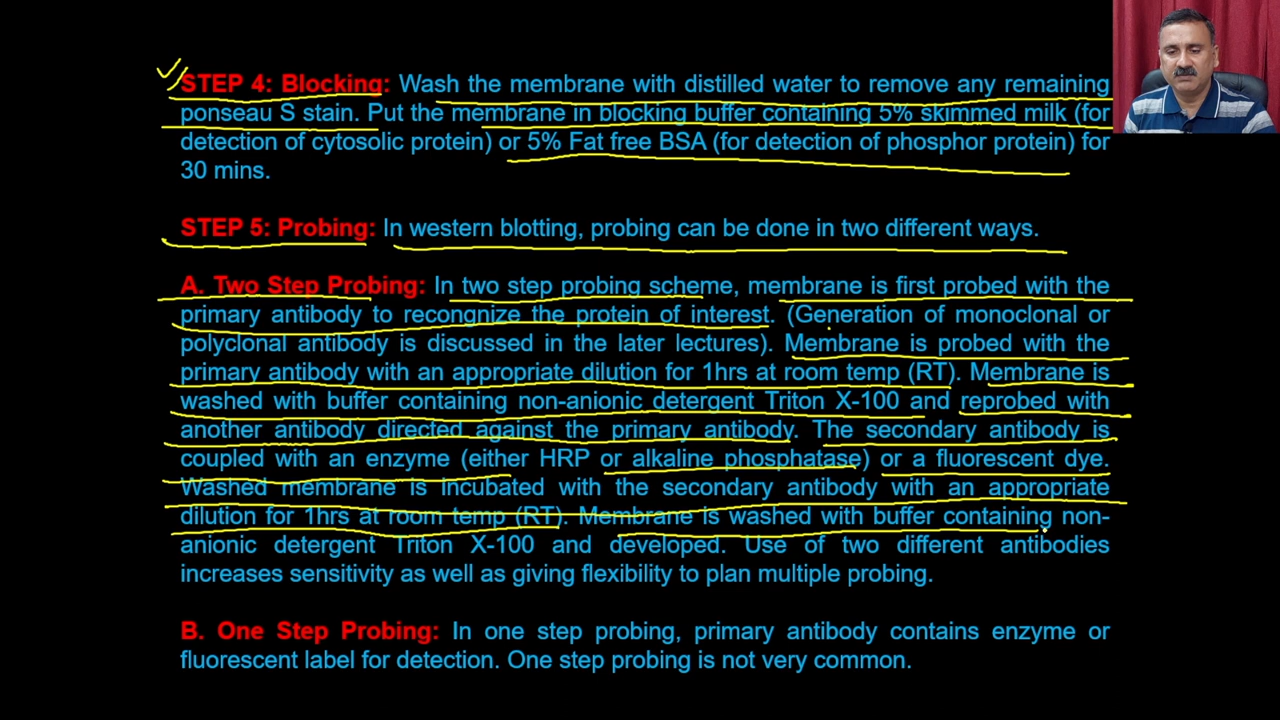 STEP 4: Blocking: Wash the membrane with distilled water to remove any remaining
ponseau S stain. Put the membrane in blocking buffer containing 5% skimmed milk (for
detection of cytosolic protein) or 5% Fat free BSA (for detection of phosphor protein) for
30 mins.
STEP 5: Probing: In western blotting, probing can be done in two different ways.
A. Two Step Probing: In two step probing scheme, membrane is first probed with the
primary antibody to recongnize the protein of interest. (Generation of monoclonal or
polyclonal antibody is discussed in the later lectures). Membrane is probed with the
primary antibody with an appropriate dilution for 1hrs at room temp (RT). Membrane is
washed with buffer containing non-anionic detergent Triton X-100 and reprobed with
another antibody directed against the primary antibody. The secondary antibody is
coupled with an enzyme (either HRP or alkaline phosphatase) or a fluorescent dye.
Washed membrane is incubated with the secondary antibody with an appropriate
dilution for 1hrs at room temp (RT). Membrane is washed with buffer containing non-
anionic detergent Triton X-100 and developed. Use of two different antibodies
increases sensitivity as well as giving flexibility to plan multiple probing.
B. One Step Probing: In one step probing, primary antibody contains enzyme or
fluorescent label for detection. One step probing is not very common.